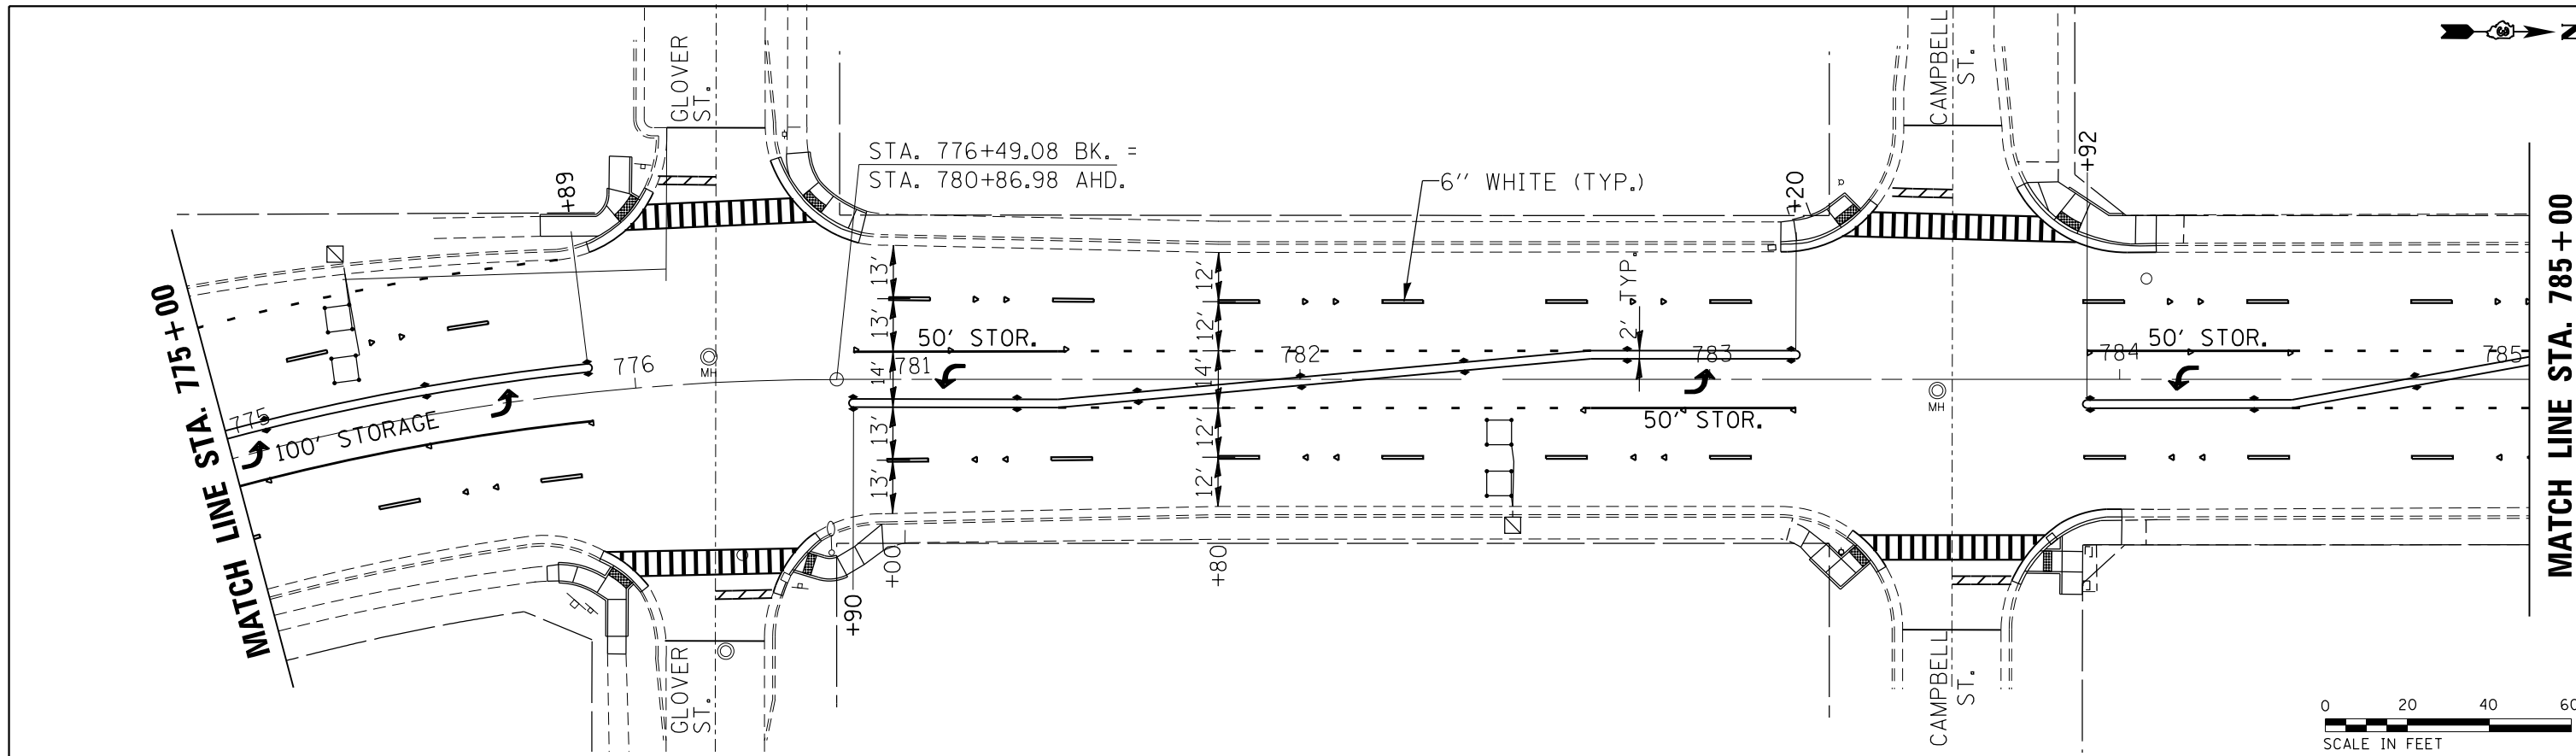 GLOVER
ST.
CAMPBELL
ST.
N
STA. 776+49.08 BK. =
STA. 780+86.98 AHD.
6'' WHITE (TYP.)
+89
+20
+92
MATCH LINE STA. 775+00
MATCH LINE STA. 785+00
13'
13'
14'
13'
13'
12'
12'
14'
12'
12'
2' TYP.
50' STOR.
50' STOR.
50' STOR.
100' STORAGE
775
776
781
782
783
784
785
MH
MH
+90
+00
+80
GLOVER
ST.
CAMPBELL
ST.
0 20 40 60
SCALE IN FEET